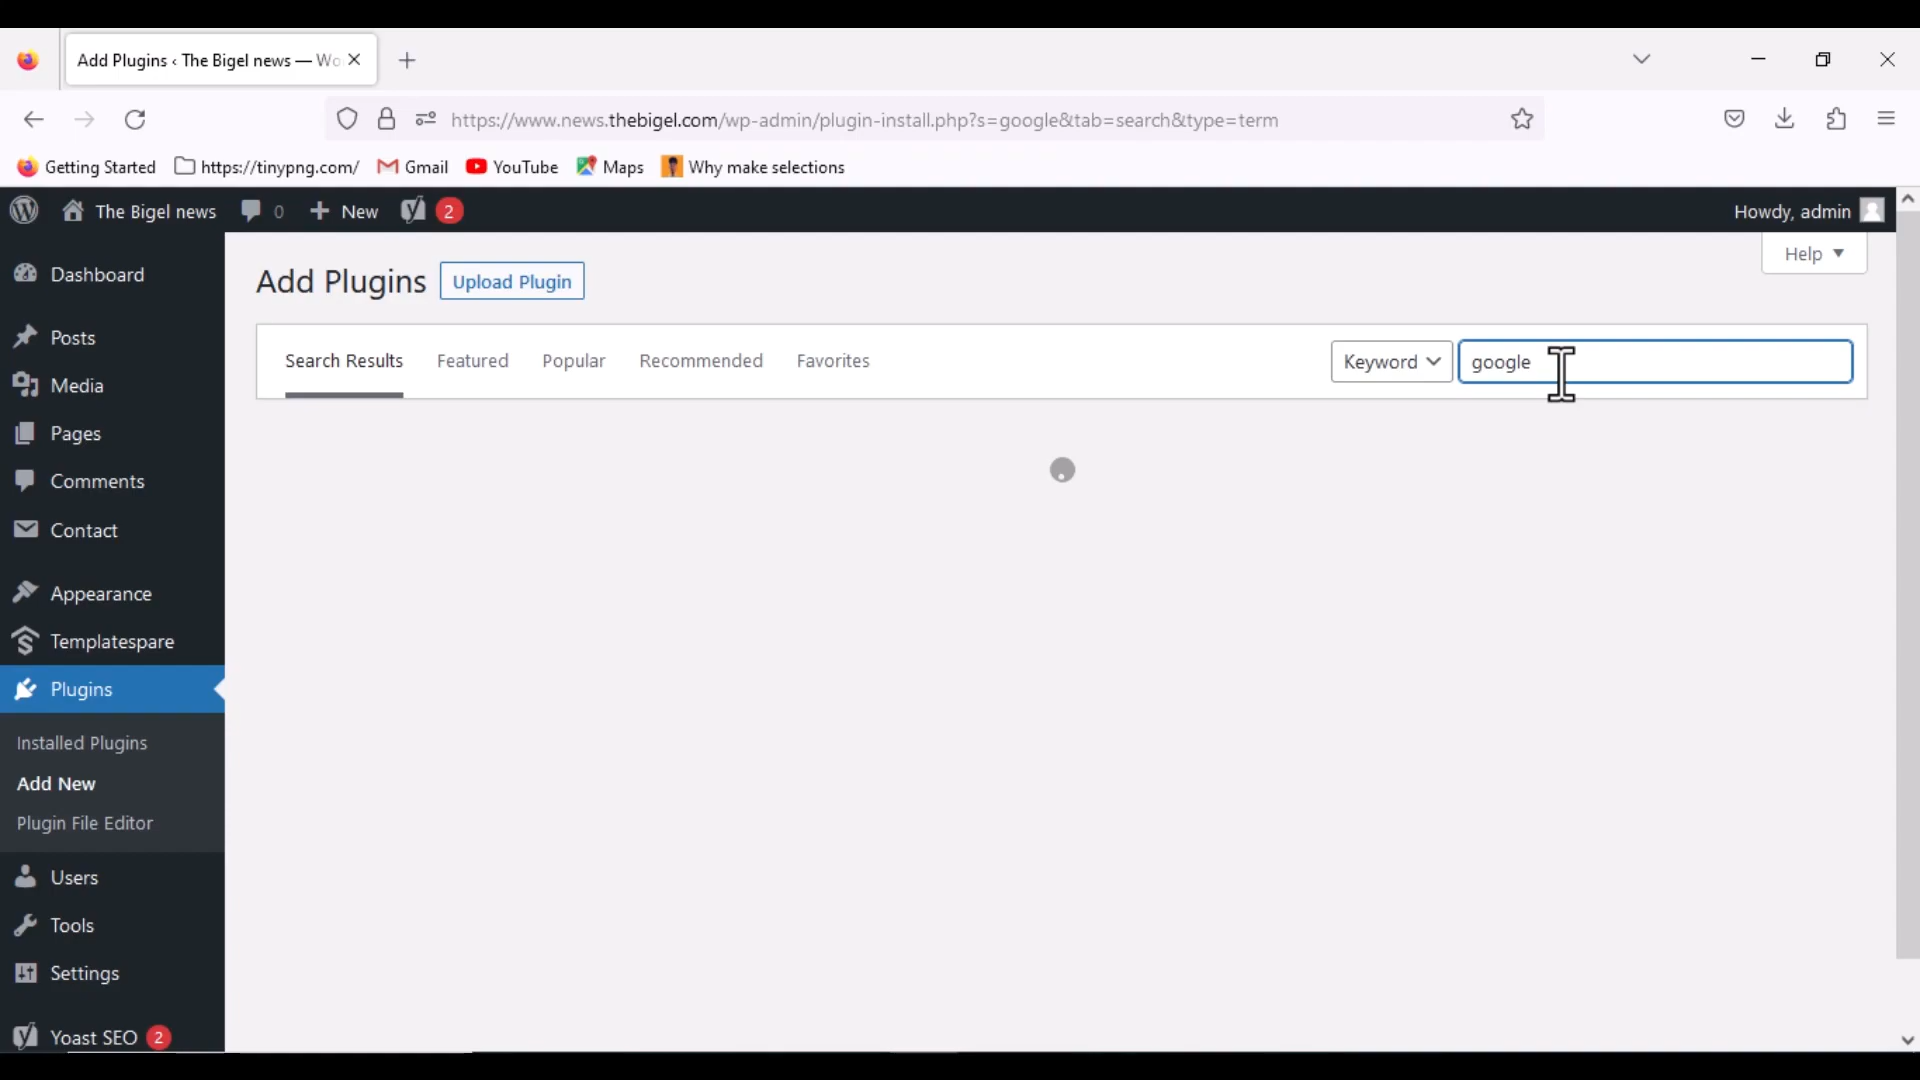 Add Plugins ‹ The Bigel news — Wo
https://www.news.thebigel.com/wp-admin/plugin-install.php?s=google&tab=search&type=term
Getting Started https://tinypng.com/ Gmail YouTube Maps Why make selections
The Bigel news 0 New 2 Howdy, admin
Help
Dashboard
Posts
Media
Pages
Comments
Contact
Appearance
Templatespare
Plugins
Installed Plugins
Add New
Plugin File Editor
Users
Tools
Settings
Yoast SEO 2
Add Plugins Upload Plugin
Search Results Featured Popular Recommended Favorites Keyword google